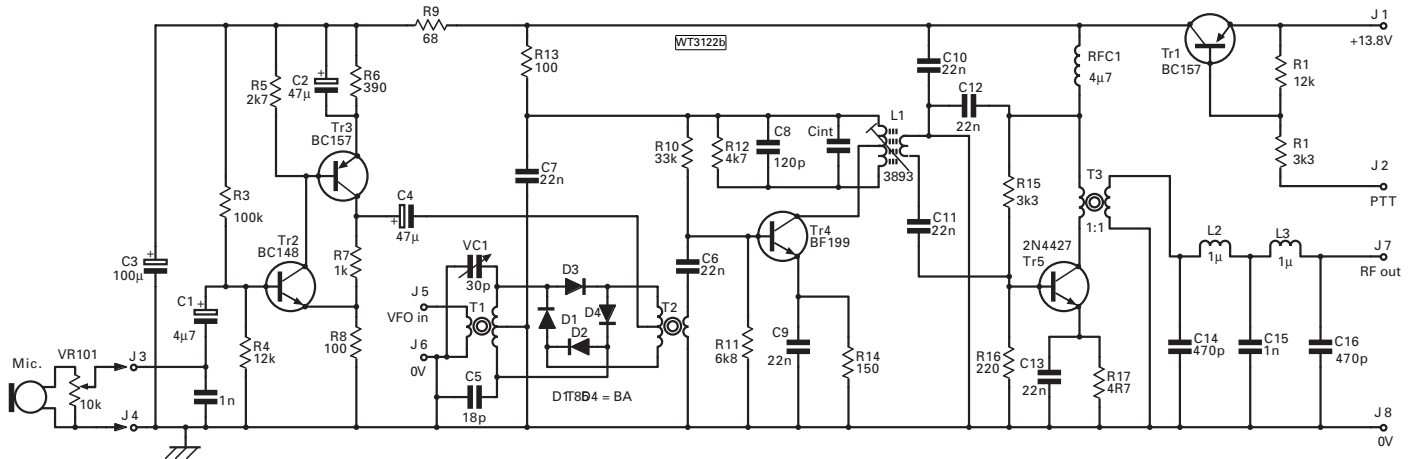 R9
68
WT3122b
J 1
+13.8V
R13
100
C10
22n
RFC1
4µ7
Tr1
BC157
R1
12k
R5
2k7
C2
+
47µ
R6
390
C12
22n
Tr3
BC157
R10
33k
R12
4k7
C8
120p
Cint
L1
3893
R1
3k3
J 2
PTT
C7
22n
R3
100k
C4
+
47µ
R15
3k3
T3
1:1
C11
22n
Tr4
BF199
Tr2
BC148
R7
1k
C3
100µ
+
VC1
30p
C6
22n
2N4427
Tr5
L2
1µ
L3
1µ
J 7
RF out
C1
+
4µ7
J 5
VFO in
T1
D3
D1
D4
D2
T2
J 6
0V
R4
12k
R8
100
R11
6k8
C9
22n
R14
150
R16
220
C13
22n
R17
4R7
C14
470p
C15
1n
C16
470p
Mic.
VR101
10k
J 3
1n
C5
18p
D1T85D4 = BA
J 4
J 8
0V